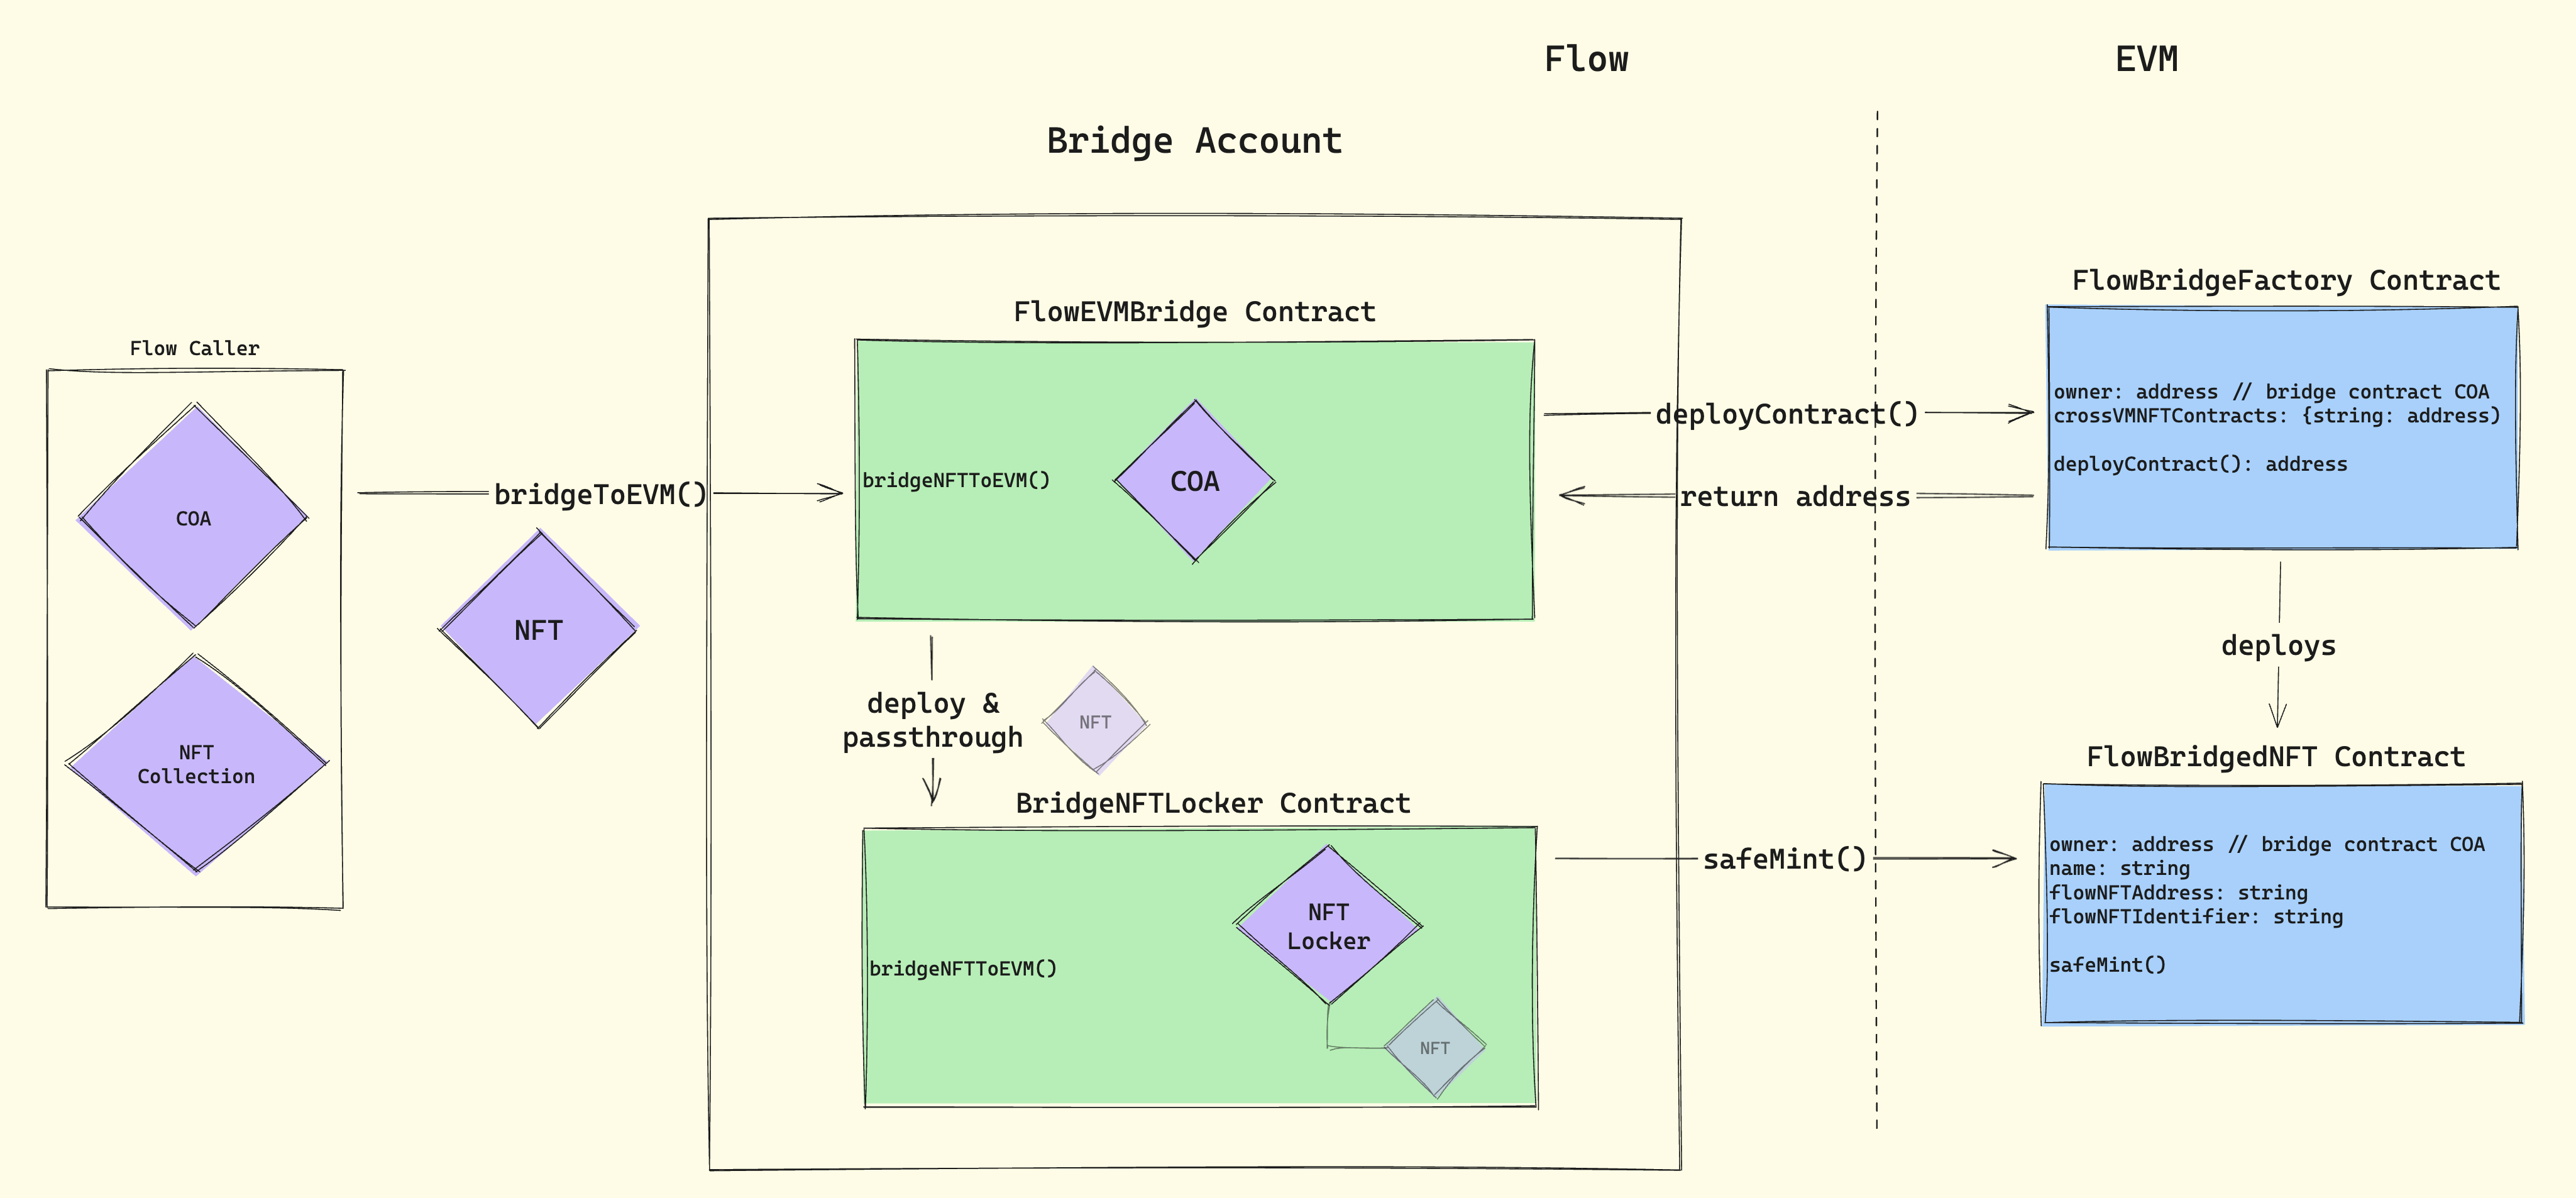 Flow
EVM
Bridge Account
Flow Caller
COA
NFT
Collection
bridgeToEVM()
NFT
FlowEVMBridge Contract
bridgeNFTToEVM()
COA
deploy &
passthrough
NFT
BridgeNFTLocker Contract
bridgeNFTToEVM()
NFT
Locker
NFT
deployContract()
return address
safeMint()
FlowBridgeFactory Contract
owner: address // bridge contract COA
crossVMNFTContracts: {string: address)
deployContract(): address
deploys
FlowBridgedNFT Contract
owner: address // bridge contract COA
name: string
flowNFTAddress: string
flowNFTIdentifier: string
safeMint()